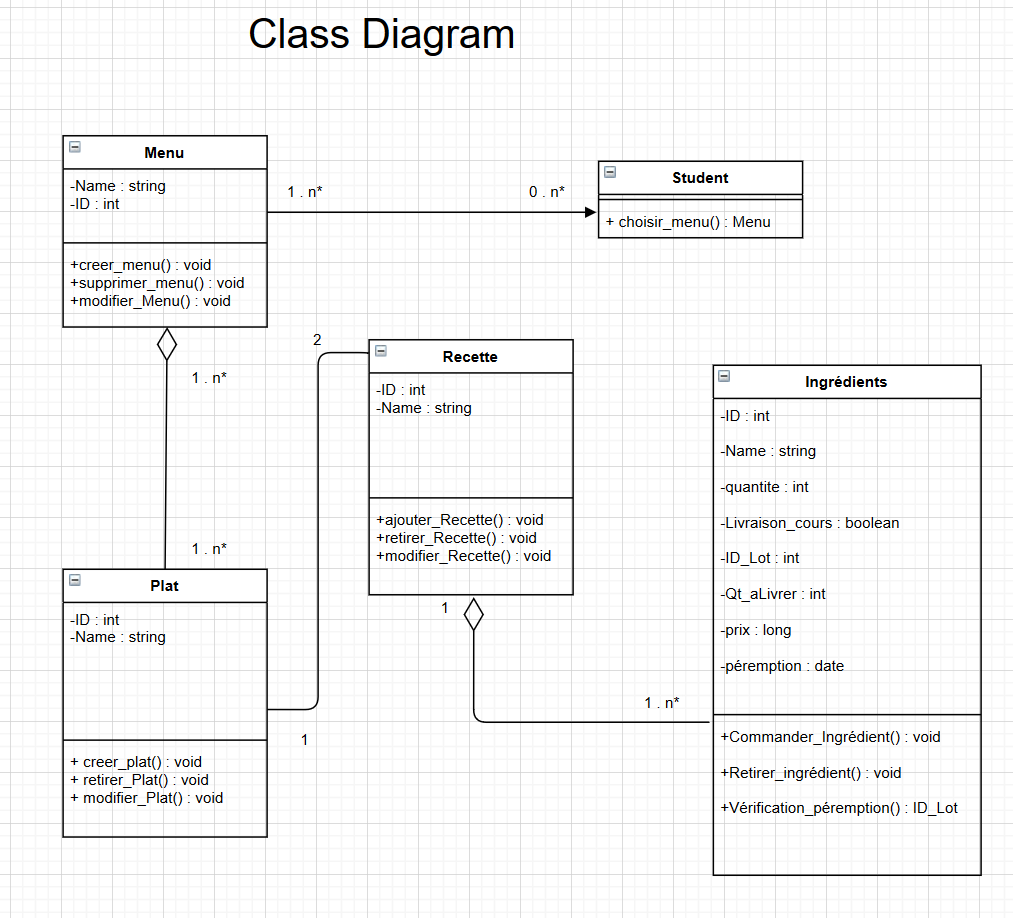 Class Diagram
Menu
-Name : string
-ID : int
+creer_menu() : void
+supprimer_menu() : void
+modifier_Menu() : void
1 . n*
0 . n*
Student
+ choisir_menu() : Menu
1 . n*
1 . n*
2
Recette
-ID : int
-Name : string
+ajouter_Recette() : void
+retirer_Recette() : void
+modifier_Recette() : void
1
1 . n*
Plat
-ID : int
-Name : string
+ creer_plat() : void
+ retirer_Plat() : void
+ modifier_Plat() : void
1
Ingrédients
-ID : int
-Name : string
-quantite : int
-Livraison_cours : boolean
-ID_Lot : int
-Qt_aLivrer : int
-prix : long
-péremption : date
+Commander_Ingrédient() : void
+Retirer_ingrédient() : void
+Vérification_péremption() : ID_Lot